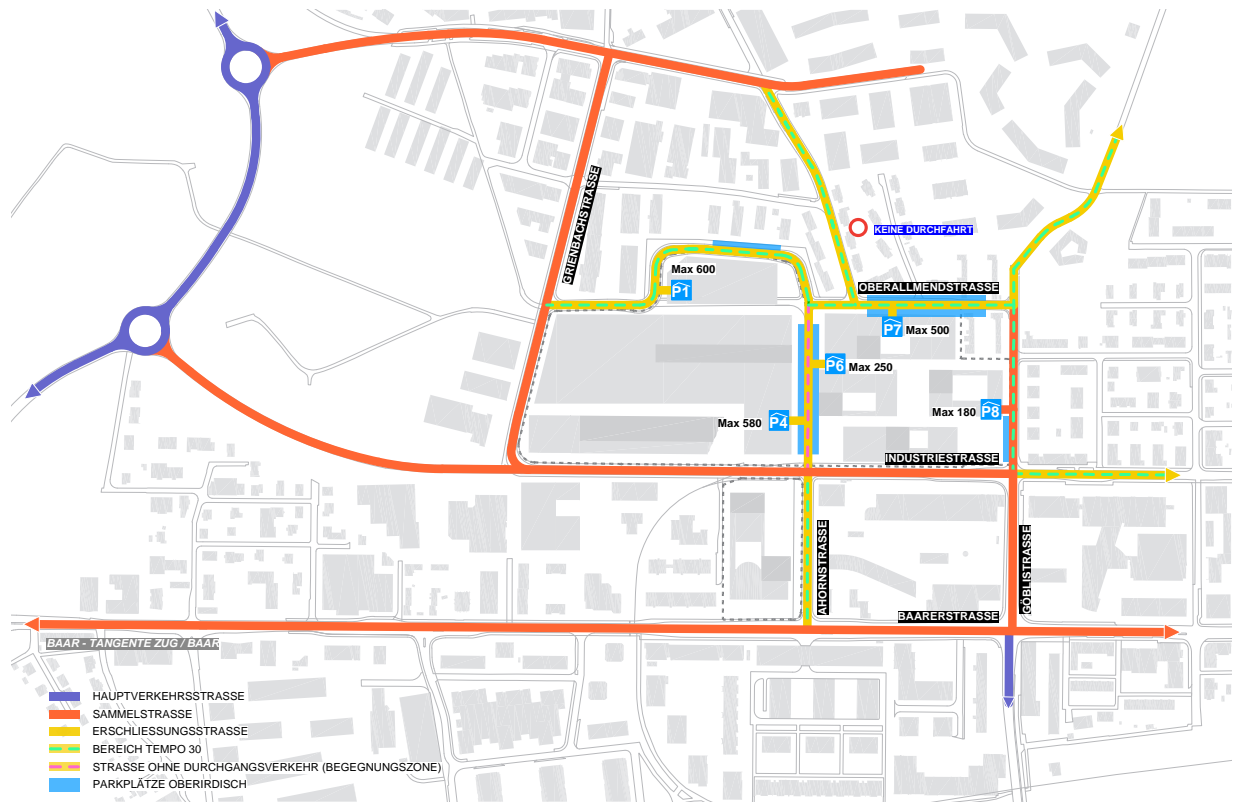 GRIENBACHSTRASSE
KEINE DURCHFAHRT
Max 600
P1
OBERALLMENDSTRASSE
P7 Max 500
P6 Max 250
Max 180 P8
Max 580 P4
INDUSTRIESTRASSE
AHORNSTRASSE
GÖBLISTRASSE
BAARERSTRASSE
BAAR - TANGENTE ZUG / BAAR
HAUPTVERKEHRSSTRASSE
SAMMELSTRASSE
ERSCHLIESSUNGSSTRASSE
BEREICH TEMPO 30
STRASSE OHNE DURCHGANGSVERKEHR (BEGEGNUNGSZONE)
PARKPLÄTZE OBERIRDISCH